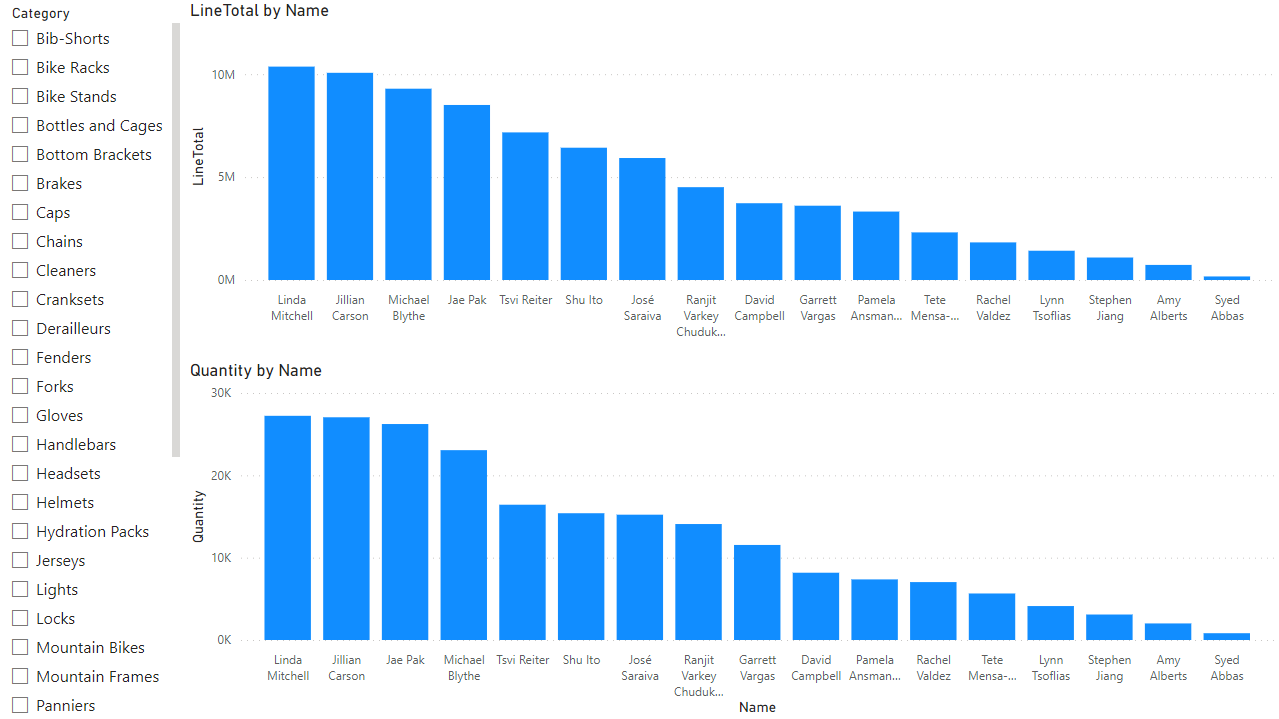 Category
Bib-Shorts
Bike Racks
Bike Stands
Bottles and Cages
Bottom Brackets
Brakes
Caps
Chains
Cleaners
Cranksets
Derailleurs
Fenders
Forks
Gloves
Handlebars
Headsets
Helmets
Hydration Packs
Jerseys
Lights
Locks
Mountain Bikes
Mountain Frames
Panniers
LineTotal by Name
LineTotal
10M
5M
0M
Linda Mitchell
Jillian Carson
Michael Blythe
Jae Pak
Tsvi Reiter
Shu Ito
José Saraiva
Ranjit Varkey Chuduk...
David Campbell
Garrett Vargas
Pamela Ansman...
Tete Mensa-...
Rachel Valdez
Lynn Tsoflias
Stephen Jiang
Amy Alberts
Syed Abbas
Quantity by Name
Quantity
30K
20K
10K
0K
Linda Mitchell
Jillian Carson
Jae Pak
Michael Blythe
Tsvi Reiter
Shu Ito
José Saraiva
Ranjit Varkey Chuduk...
Garrett Vargas
David Campbell
Pamela Ansman...
Rachel Valdez
Tete Mensa-...
Lynn Tsoflias
Stephen Jiang
Amy Alberts
Syed Abbas
Name